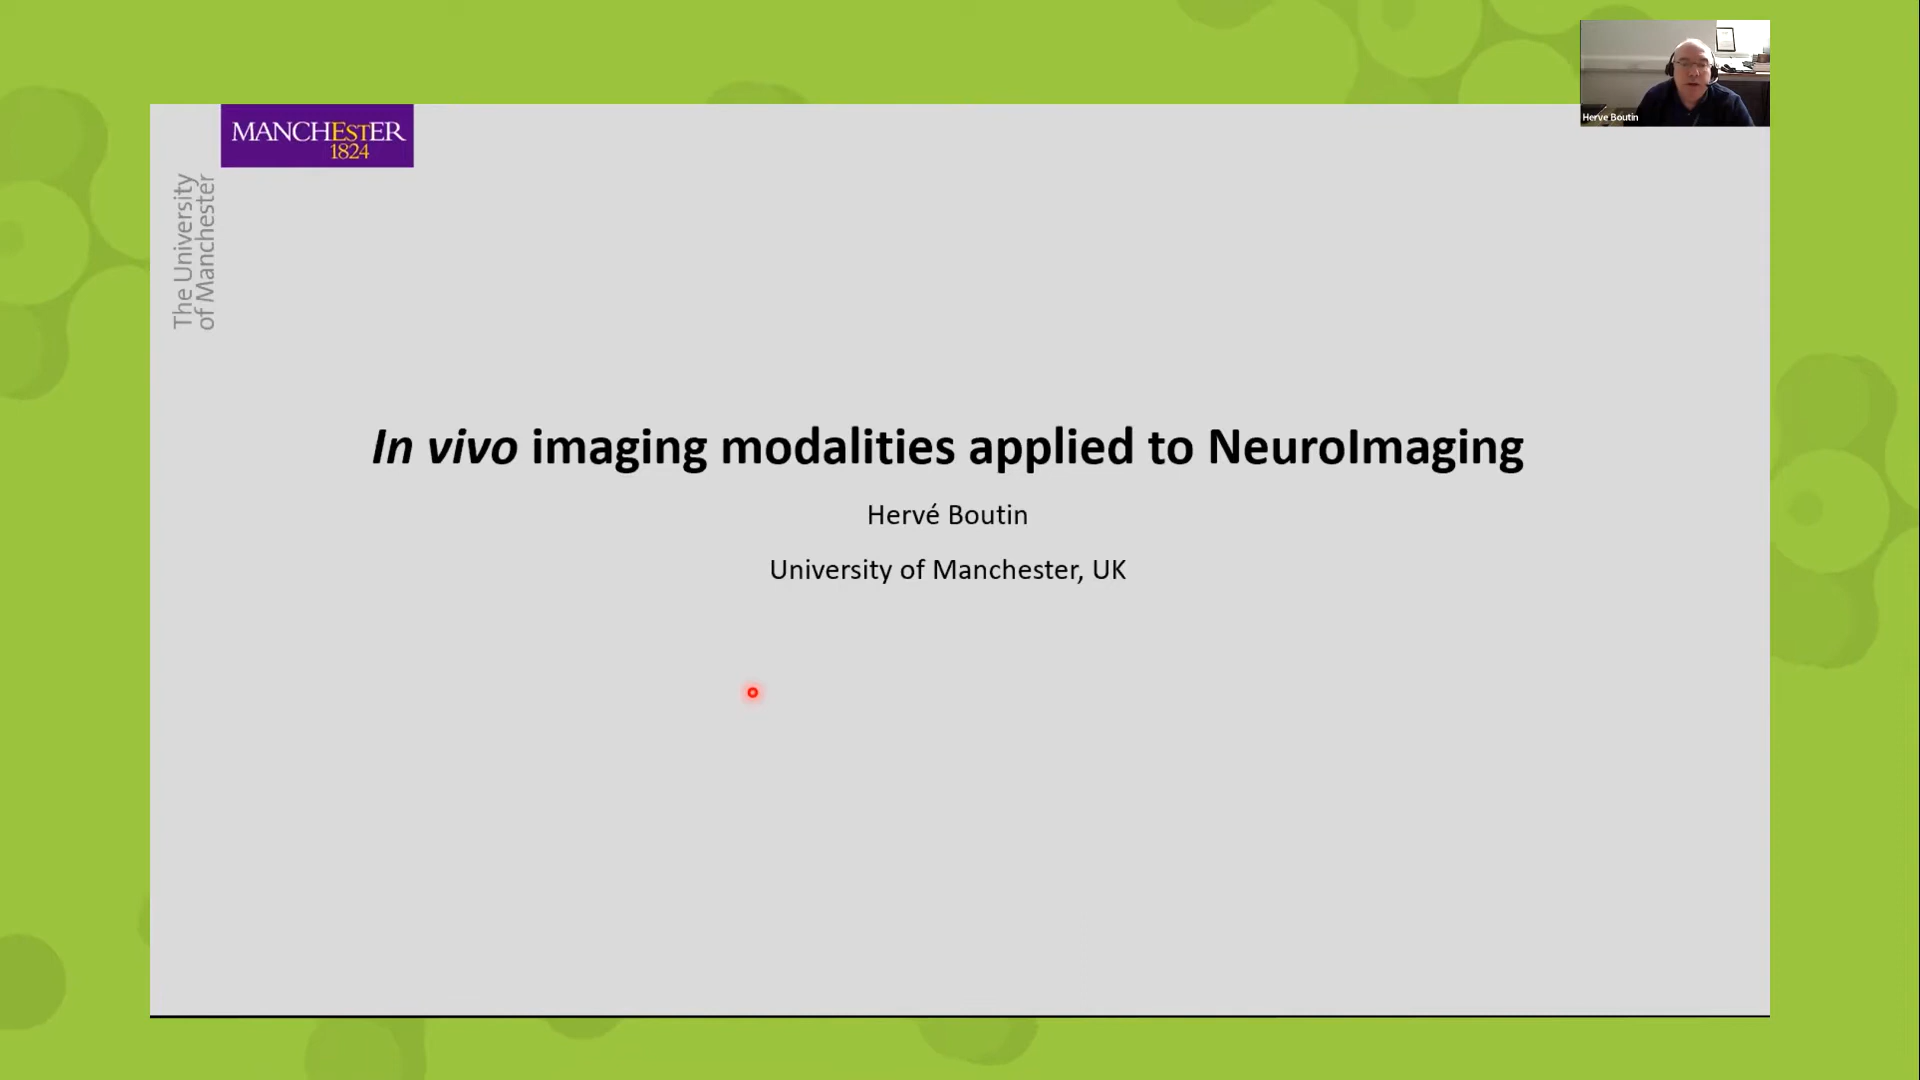 MANCHESTER
1824
The University
of Manchester
Herve Boutin
In vivo imaging modalities applied to NeuroImaging
Hervé Boutin
University of Manchester, UK